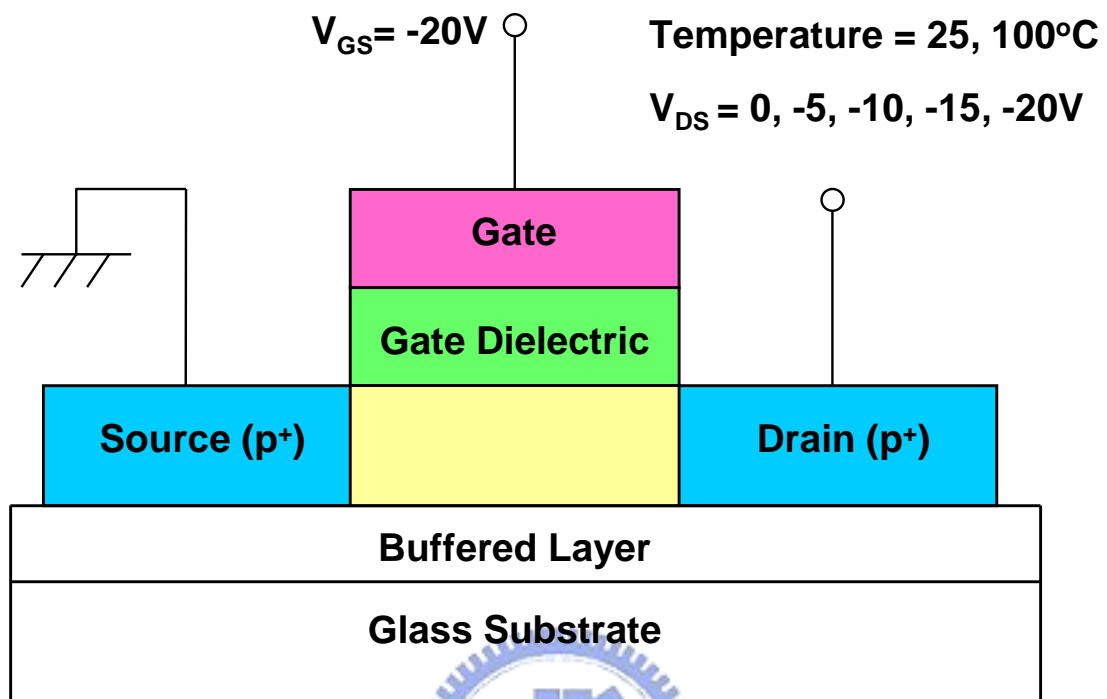 V_GS= -20V
Temperature = 25, 100°C
V_DS = 0, -5, -10, -15, -20V
Gate
Gate Dielectric
Source (p⁺)
Drain (p⁺)
Buffered Layer
Glass Substrate